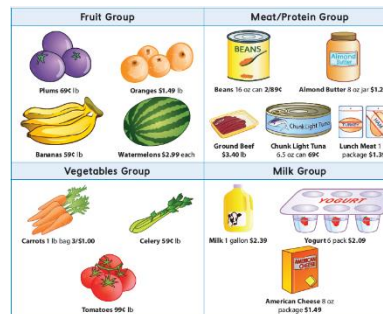 Fruit Group
Plums 69¢ lb
Oranges $1.49 lb
Bananas 59¢ lb
Watermelons $2.99 each
Meat/Protein Group
BEANS
Almond
Butter
Beans 16 oz can 2/89¢
Almond Butter 8 oz jar $1.2
Chunk Light Tuna
Ground Beef
$3.40 lb
Chunk Light Tuna
6.5 oz can 69¢
Lunch Meat 1
package $1.39
Vegetables Group
Carrots 1 lb bag 3/$1.00
Celery 59¢ lb
Tomatoes 99¢ lb
Milk Group
YOGURT
Milk 1 gallon $2.39
Yogurt 6 pack $2.09
AMERICAN
CHEESE
American Cheese 8 oz
package $1.49